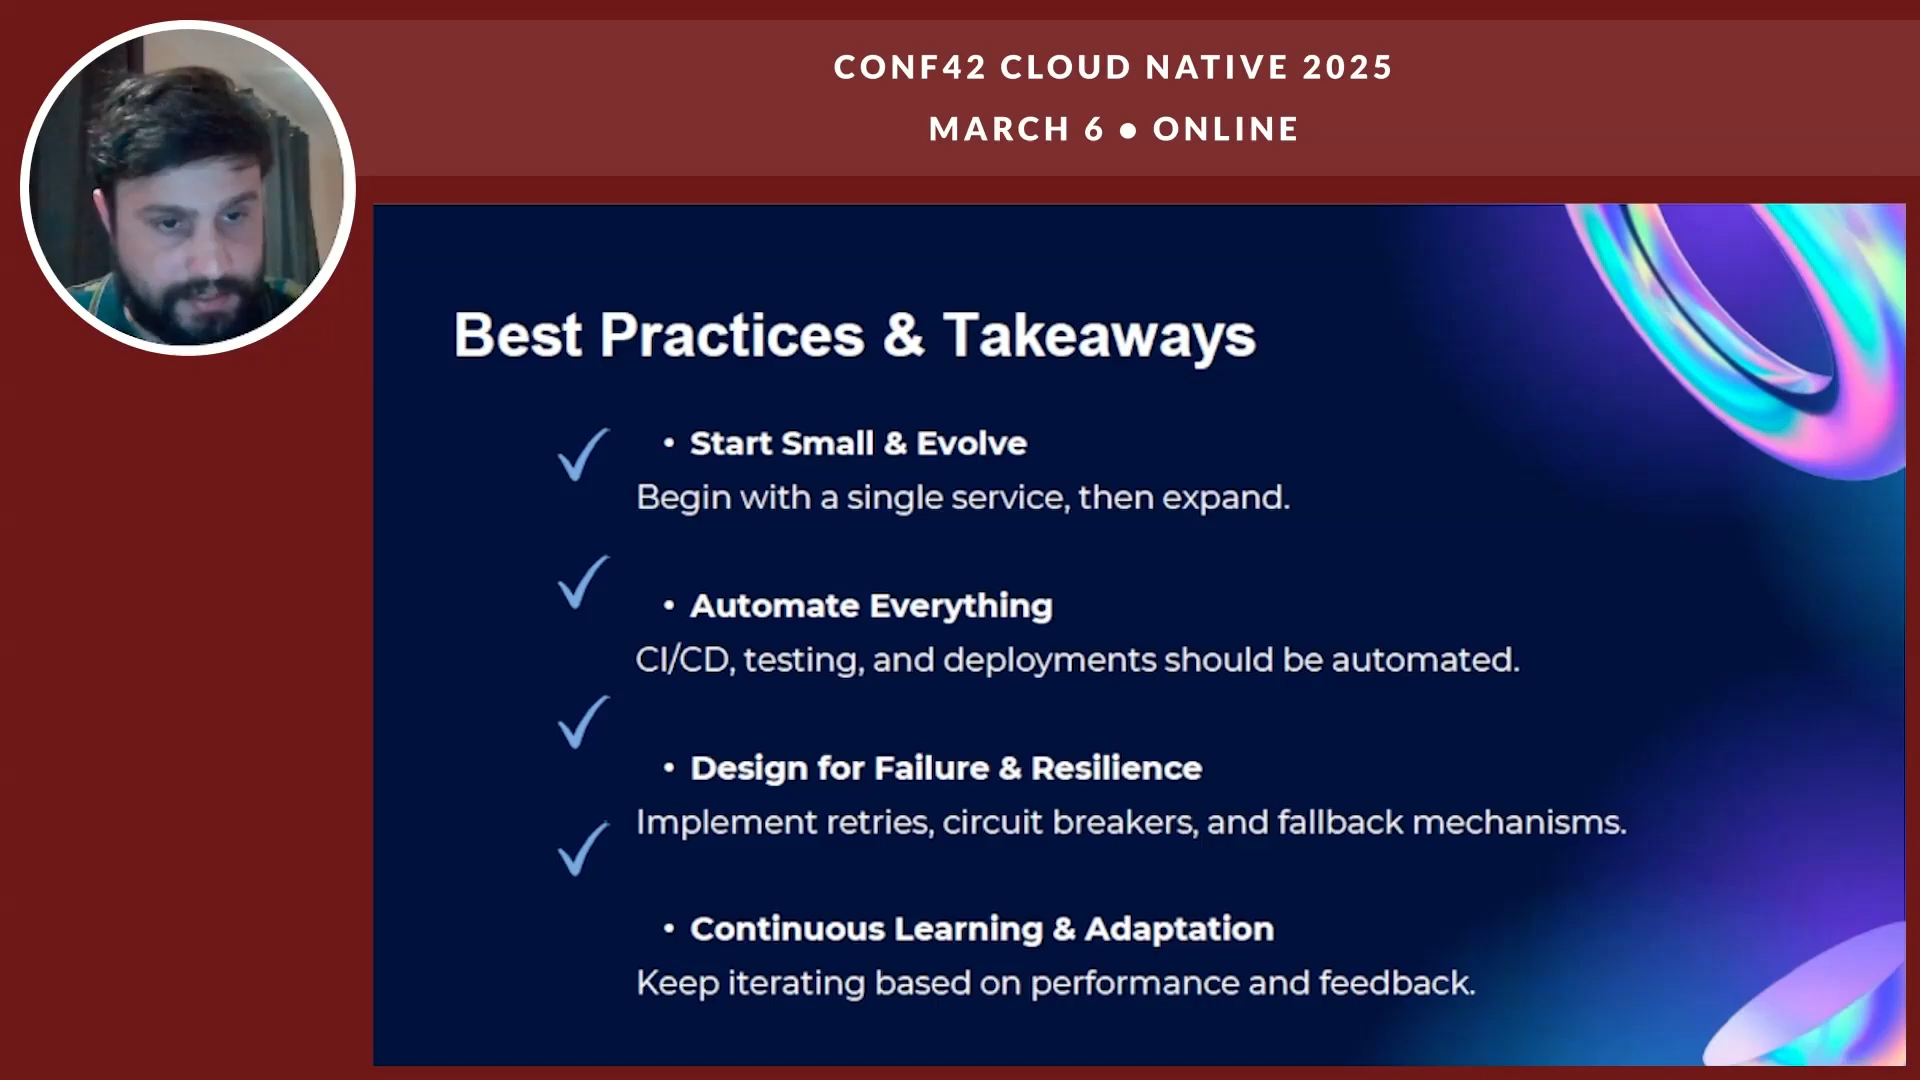 CONF42 CLOUD NATIVE 2025
MARCH 6 ● ONLINE
Best Practices & Takeaways
• Start Small & Evolve
Begin with a single service, then expand.
• Automate Everything
CI/CD, testing, and deployments should be automated.
• Design for Failure & Resilience
Implement retries, circuit breakers, and fallback mechanisms.
• Continuous Learning & Adaptation
Keep iterating based on performance and feedback.